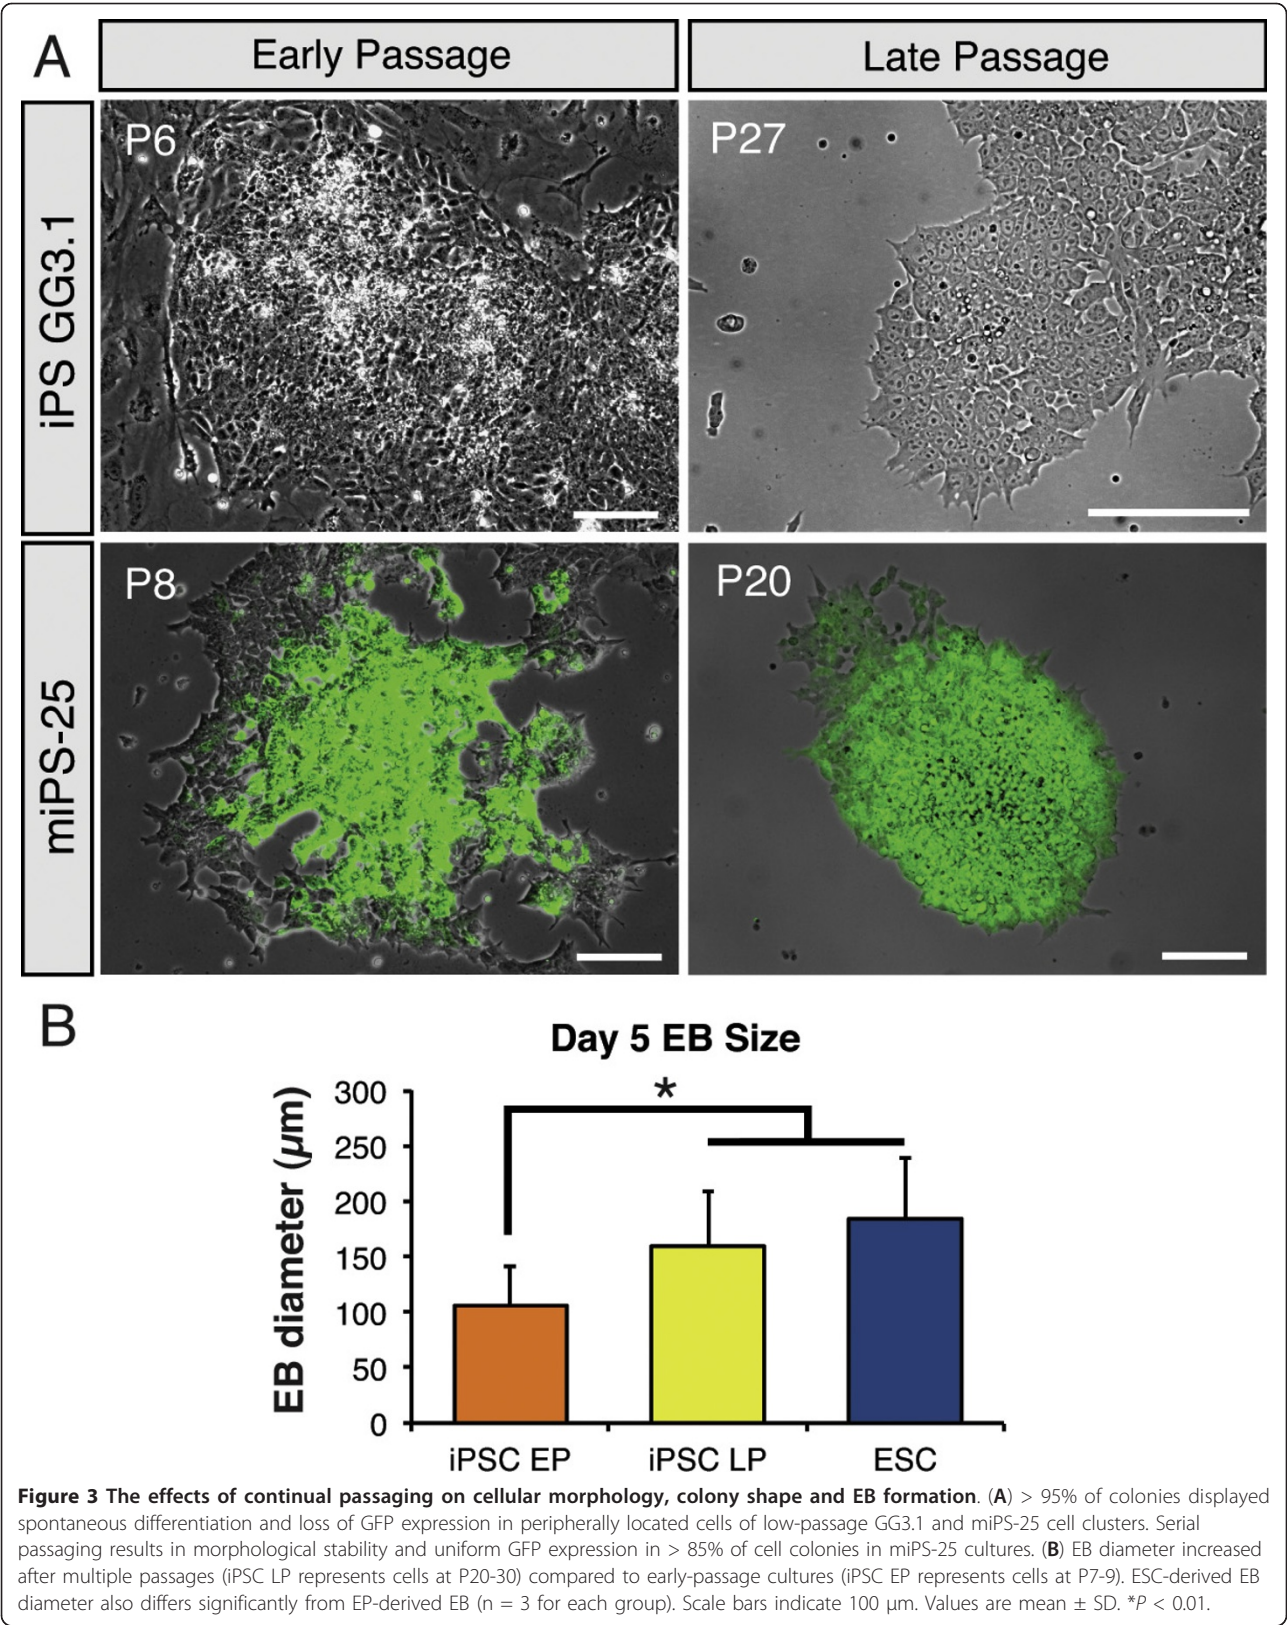 A
Early Passage
Late Passage
iPS GG3.1
P6
P27
miPS-25
P8
P20
B
Day 5 EB Size
*
EB diameter (µm)
300
250
200
150
100
50
0
iPSC EP
iPSC LP
ESC
Figure 3 The effects of continual passaging on cellular morphology, colony shape and EB formation. (A) > 95% of colonies displayed
spontaneous differentiation and loss of GFP expression in peripherally located cells of low-passage GG3.1 and miPS-25 cell clusters. Serial
passaging results in morphological stability and uniform GFP expression in > 85% of cell colonies in miPS-25 cultures. (B) EB diameter increased
after multiple passages (iPSC LP represents cells at P20-30) compared to early-passage cultures (iPSC EP represents cells at P7-9). ESC-derived EB
diameter also differs significantly from EP-derived EB (n = 3 for each group). Scale bars indicate 100 μm. Values are mean ± SD. *P < 0.01.